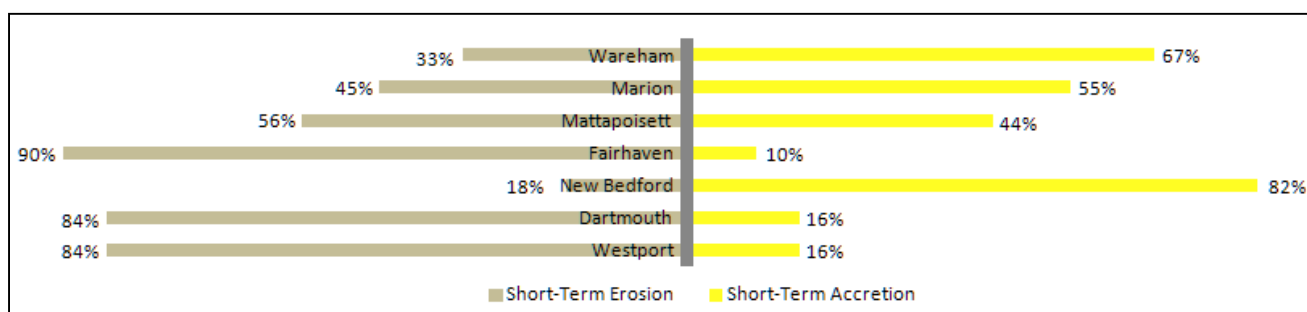 33% Wareham 67%
45% Marion 55%
56% Mattapoisett 44%
90% Fairhaven 10%
18% New Bedford 82%
84% Dartmouth 16%
84% Westport 16%
Short-Term Erosion Short-Term Accretion